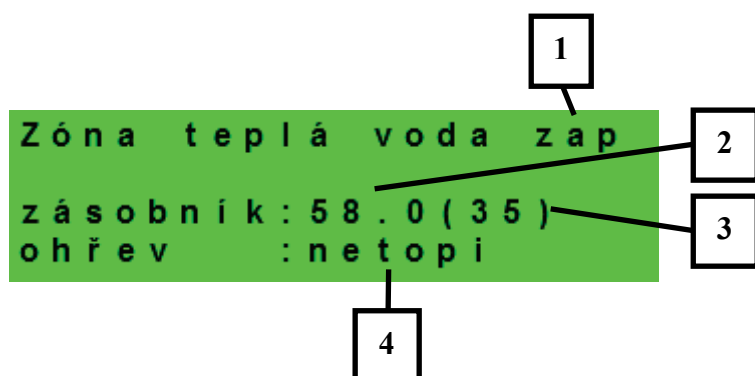 1
Zóna teplá voda zap
2
zásobník:58.0(35)
3
ohřev :netopi
4